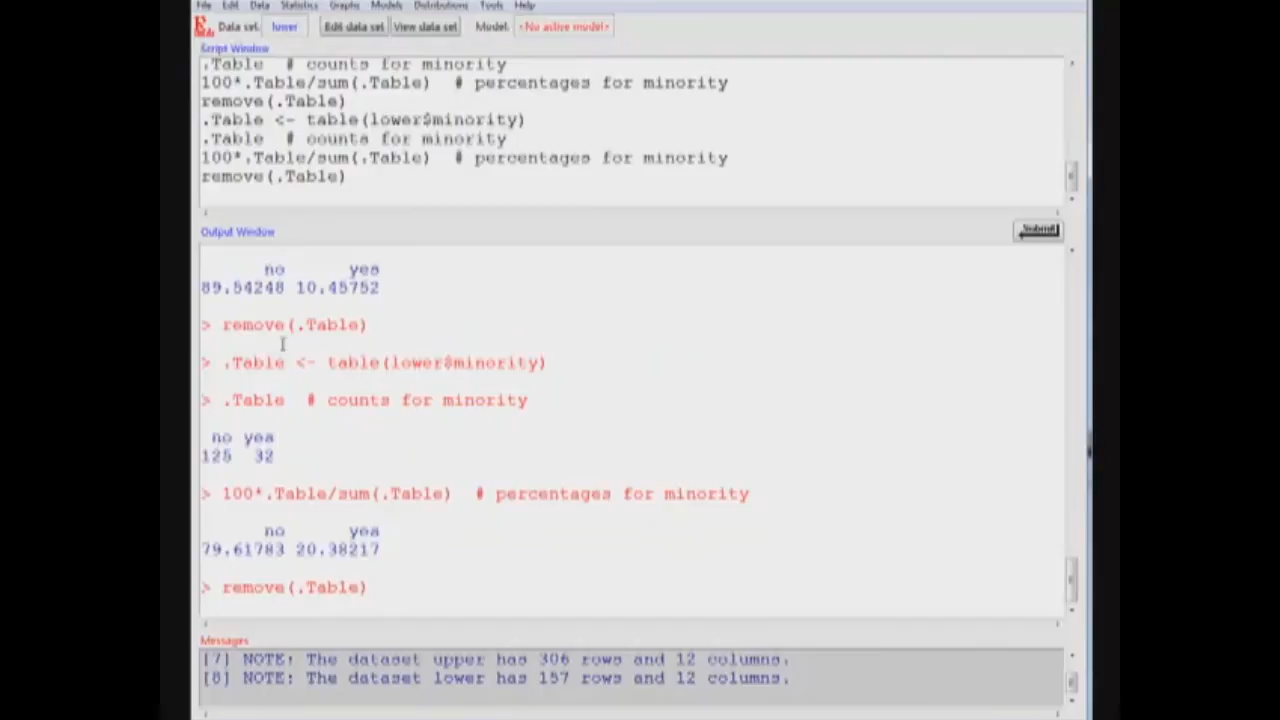 File Edit Data Statistics Graphs Models Distributions Tools Help
Data set: lower Edit data set View data set Model: <No active model>
Script Window
.Table # counts for minority
100*.Table/sum(.Table) # percentages for minority
remove(.Table)
.Table <- table(lower$minority)
.Table # counts for minority
100*.Table/sum(.Table) # percentages for minority
remove(.Table)
Output Window
Submit
no yes
89.54248 10.45752
> remove(.Table)
> .Table <- table(lower$minority)
> .Table # counts for minority
no yes
125 32
> 100*.Table/sum(.Table) # percentages for minority
no yes
79.61783 20.38217
> remove(.Table)
Messages
[7] NOTE: The dataset upper has 306 rows and 12 columns.
[8] NOTE: The dataset lower has 157 rows and 12 columns.